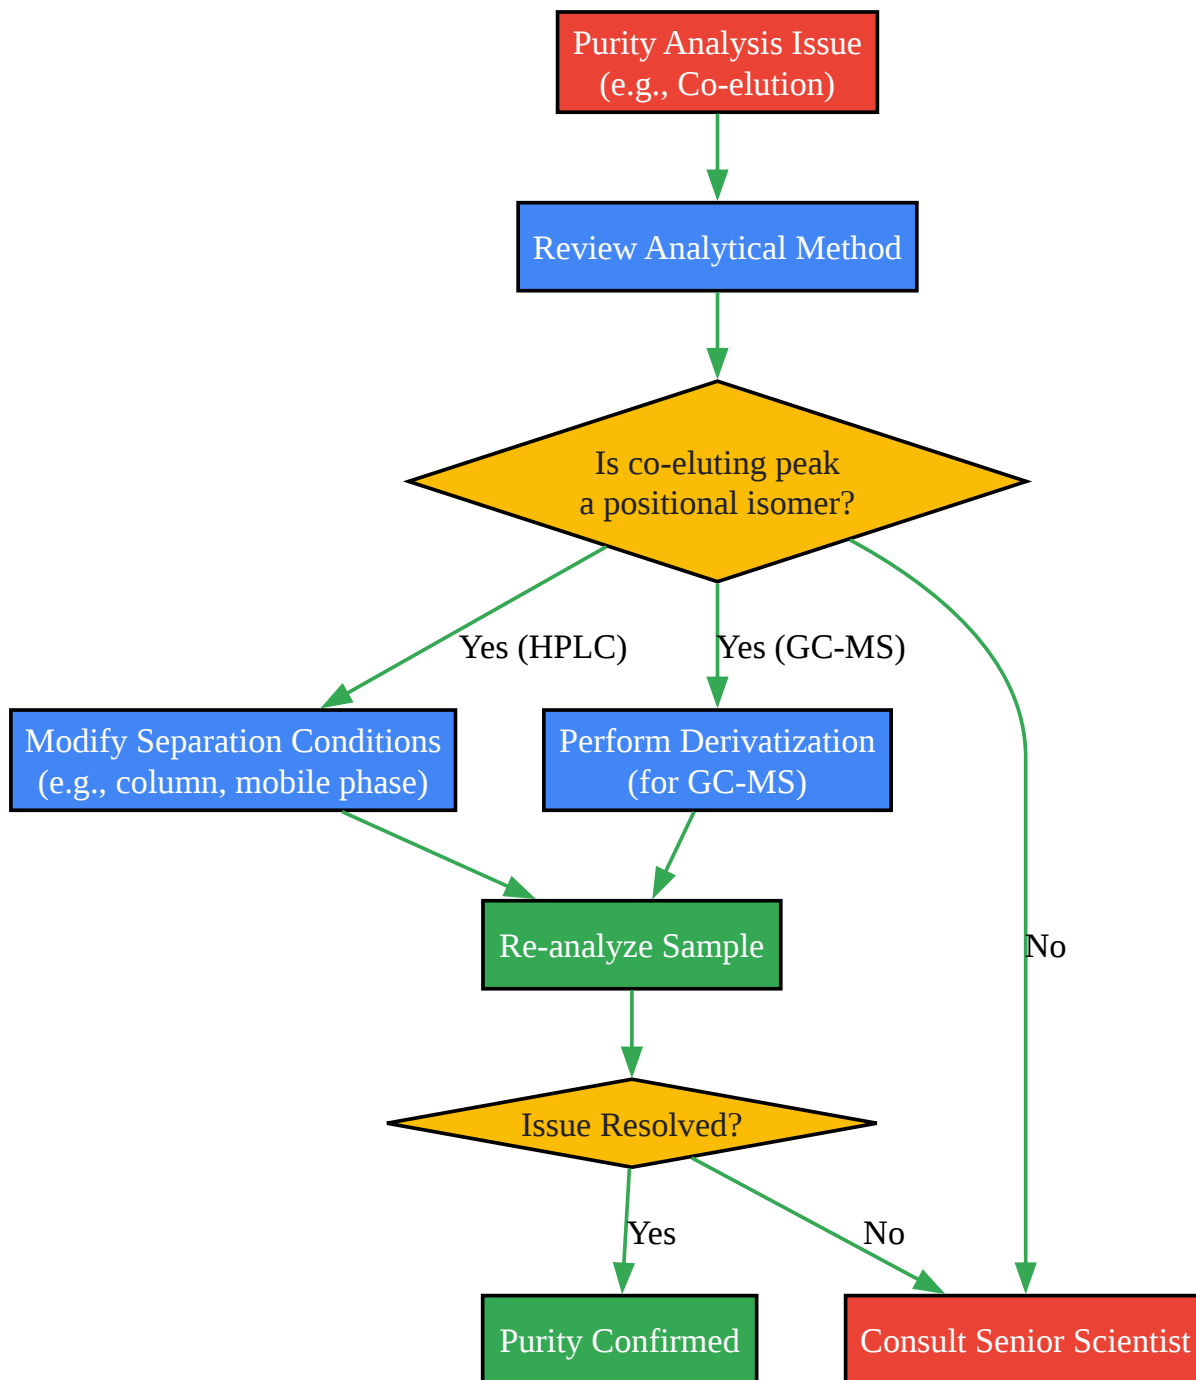 Purity Analysis Issue
(e.g., Co-elution)
Review Analytical Method
Is co-eluting peak
a positional isomer?
Yes (HPLC)
Yes (GC-MS)
Modify Separation Conditions
(e.g., column, mobile phase)
Perform Derivatization
(for GC-MS)
Re-analyze Sample
No
Issue Resolved?
Yes
No
Purity Confirmed
Consult Senior Scientist